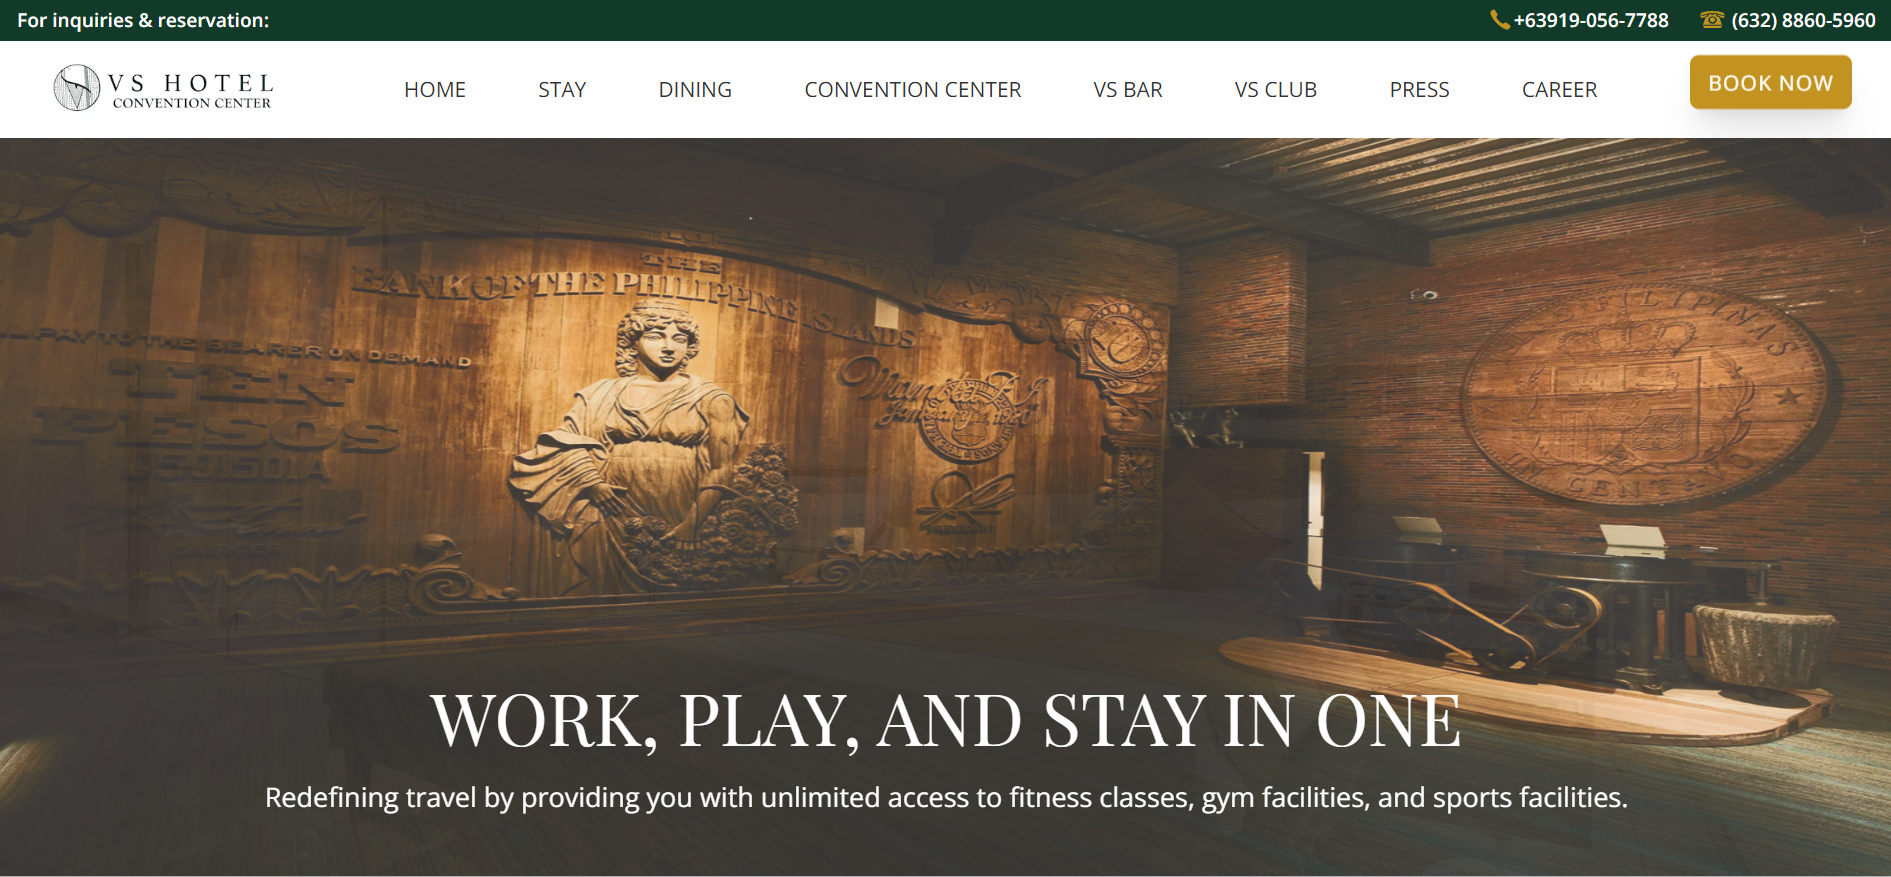 For inquiries & reservation:
+63919-056-7788
(632) 8860-5960
VS HOTEL
CONVENTION CENTER
HOME
STAY
DINING
CONVENTION CENTER
VS BAR
VS CLUB
PRESS
CAREER
BOOK NOW
THE
BANK OF THE PHILIPPINE ISLANDS
PAY TO THE BEARER ON DEMAND
TEN
PESOS
FILIPINAS
UN CENTA
WORK, PLAY, AND STAY IN ONE
Redefining travel by providing you with unlimited access to fitness classes, gym facilities, and sports facilities.